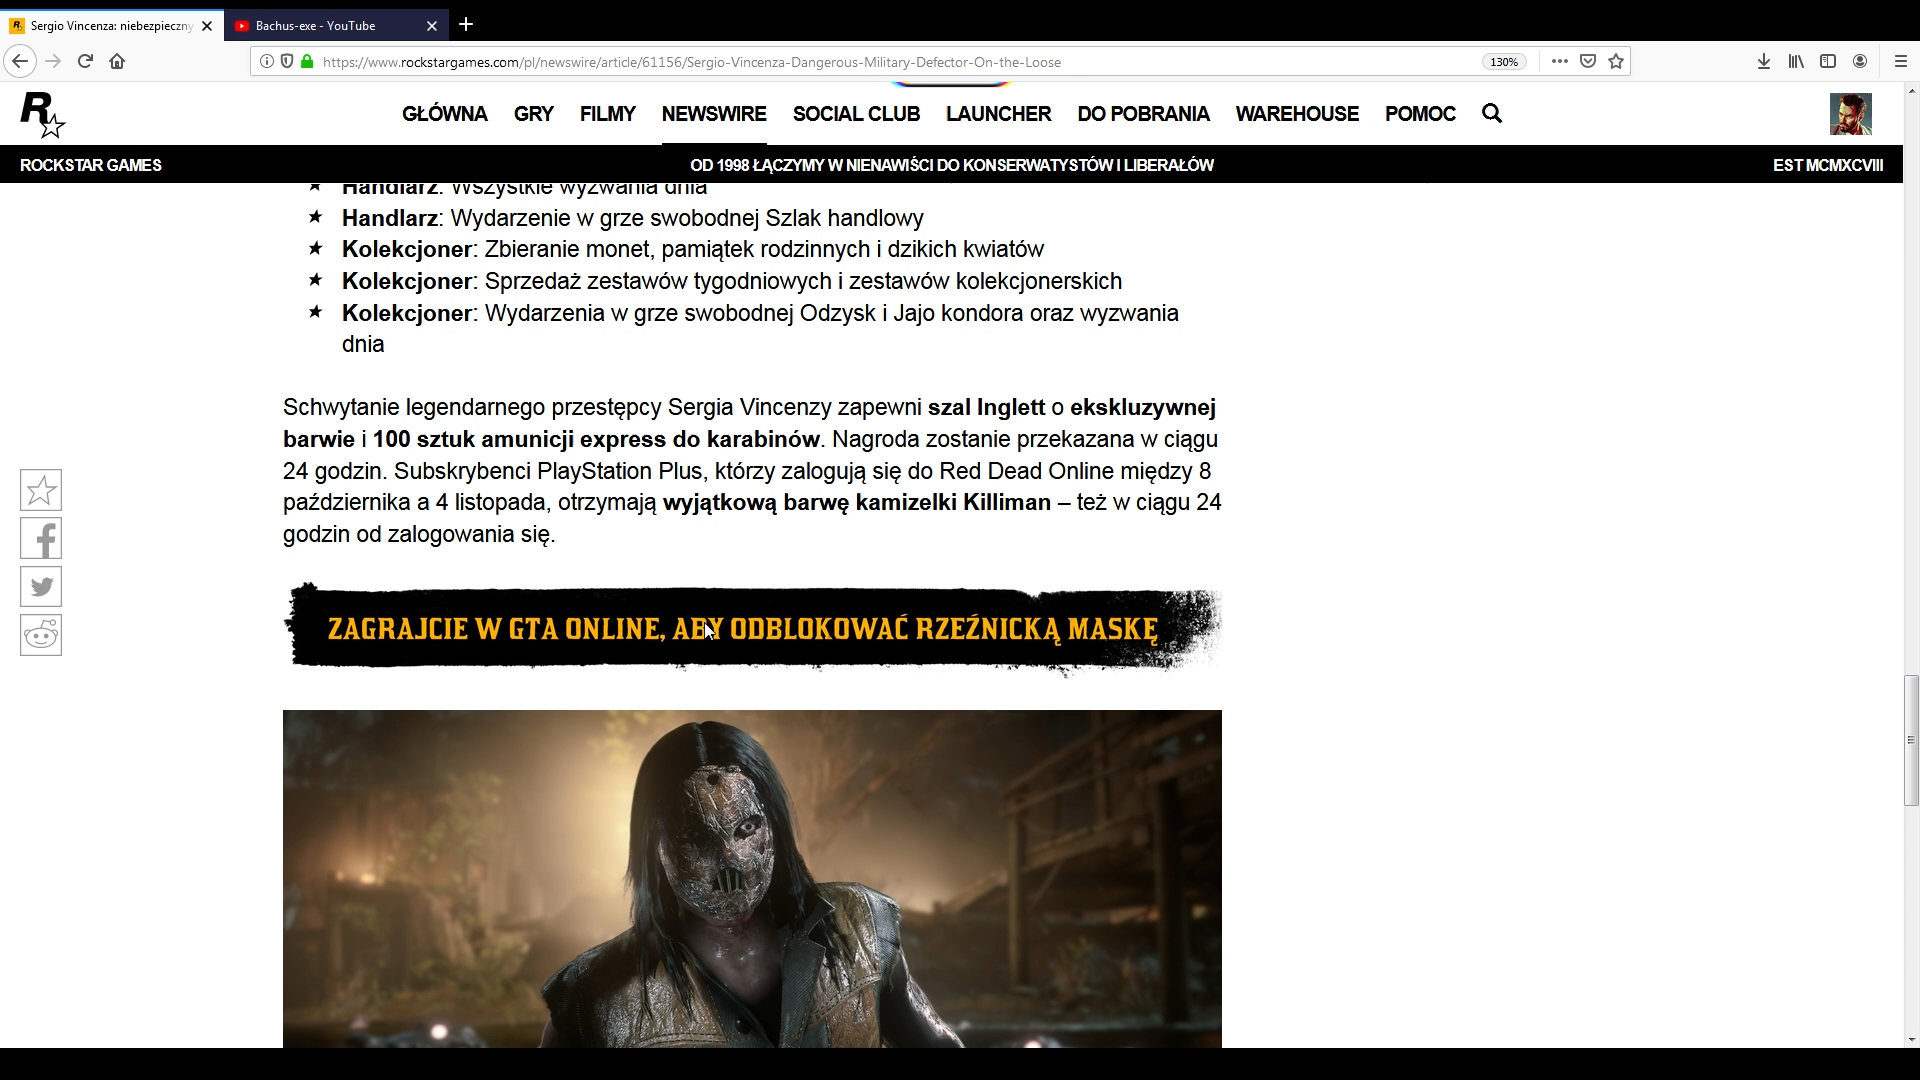 Sergio Vincenza: niebezpieczny
Bachus-exe - YouTube
https://www.rockstargames.com/pl/newswire/article/61156/Sergio-Vincenza-Dangerous-Military-Defector-On-the-Loose
130%
R
GŁÓWNA GRY FILMY NEWSWIRE SOCIAL CLUB LAUNCHER DO POBRANIA WAREHOUSE POMOC
ROCKSTAR GAMES
OD 1998 ŁĄCZYMY W NIENAWIŚCI DO KONSERWATYSTÓW I LIBERAŁÓW
EST MCMXCVIII
Handlarz: Wszystkie wyzwania dnia
Handlarz: Wydarzenie w grze swobodnej Szlak handlowy
Kolekcjoner: Zbieranie monet, pamiątek rodzinnych i dzikich kwiatów
Kolekcjoner: Sprzedaż zestawów tygodniowych i zestawów kolekcjonerskich
Kolekcjoner: Wydarzenia w grze swobodnej Odzysk i Jajo kondora oraz wyzwania
dnia
Schwytanie legendarnego przestępcy Sergia Vincenzy zapewni szal Inglett o ekskluzywnej
barwie i 100 sztuk amunicji express do karabinów. Nagroda zostanie przekazana w ciągu
24 godzin. Subskrybenci PlayStation Plus, którzy zalogują się do Red Dead Online między 8
października a 4 listopada, otrzymają wyjątkową barwę kamizelki Killiman – też w ciągu 24
godzin od zalogowania się.
ZAGRAJCIE W GTA ONLINE, ABY ODBLOKOWAĆ RZEŹNICKĄ MASKĘ